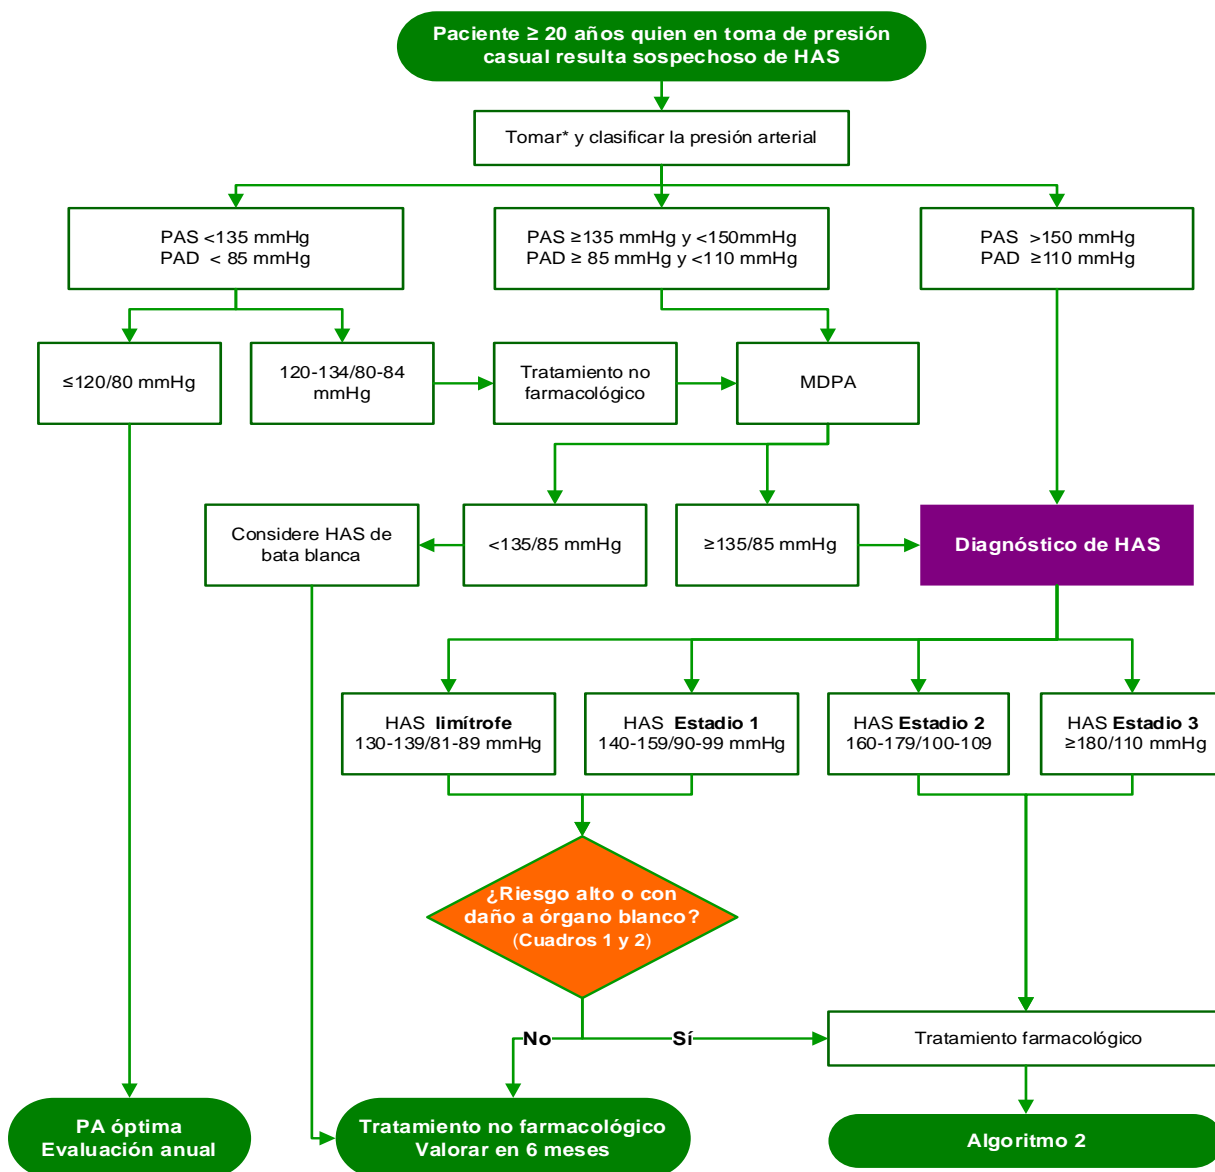 Paciente ≥ 20 años quien en toma de presión
casual resulta sospechoso de HAS
Tomar* y clasificar la presión arterial
PAS <135 mmHg
PAD < 85 mmHg
PAS ≥135 mmHg y <150mmHg
PAD ≥ 85 mmHg y <110 mmHg
PAS >150 mmHg
PAD ≥110 mmHg
≤120/80 mmHg
120-134/80-84
mmHg
Tratamiento no
farmacológico
MDPA
Considere HAS de
bata blanca
<135/85 mmHg
≥135/85 mmHg
Diagnóstico de HAS
HAS limítrofe
130-139/81-89 mmHg
HAS Estadio 1
140-159/90-99 mmHg
HAS Estadio 2
160-179/100-109
HAS Estadio 3
≥180/110 mmHg
¿Riesgo alto o con
daño a órgano blanco?
(Cuadros 1 y 2)
No
Sí
Tratamiento farmacológico
PA óptima
Evaluación anual
Tratamiento no farmacológico
Valorar en 6 meses
Algoritmo 2